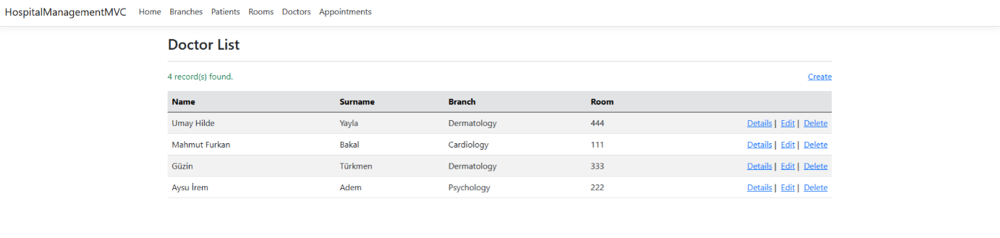 HospitalManagementMVC Home Branches Patients Rooms Doctors Appointments
Doctor List
4 record(s) found. Create
Name Surname Branch Room
Umay Hilde Yayla Dermatology 444 Details | Edit | Delete
Mahmut Furkan Bakal Cardiology 111 Details | Edit | Delete
Güzin Türkmen Dermatology 333 Details | Edit | Delete
Aysu İrem Adem Psychology 222 Details | Edit | Delete